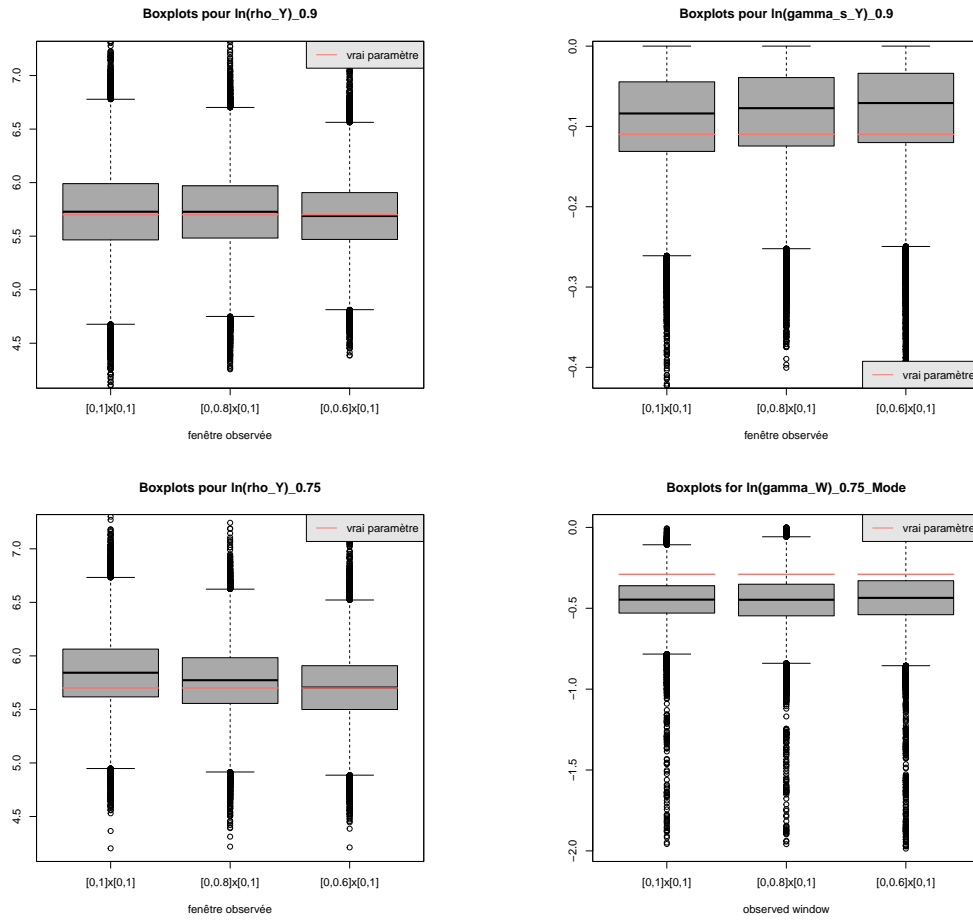 Boxplots pour ln(rho_Y)_0.9
vrai paramètre
7.0
6.5
6.0
5.5
5.0
4.5
[0,1]x[0,1]
[0,0.8]x[0,1]
[0,0.6]x[0,1]
fenêtre observée
Boxplots pour ln(gamma_s_Y)_0.9
0.0
−0.1
−0.2
−0.3
−0.4
vrai paramètre
[0,1]x[0,1]
[0,0.8]x[0,1]
[0,0.6]x[0,1]
fenêtre observée
Boxplots pour ln(rho_Y)_0.75
vrai paramètre
7.0
6.5
6.0
5.5
5.0
4.5
[0,1]x[0,1]
[0,0.8]x[0,1]
[0,0.6]x[0,1]
fenêtre observée
Boxplots for ln(gamma_W)_0.75_Mode
vrai paramètre
0.0
−0.5
−1.0
−1.5
−2.0
[0,1]x[0,1]
[0,0.8]x[0,1]
[0,0.6]x[0,1]
observed window